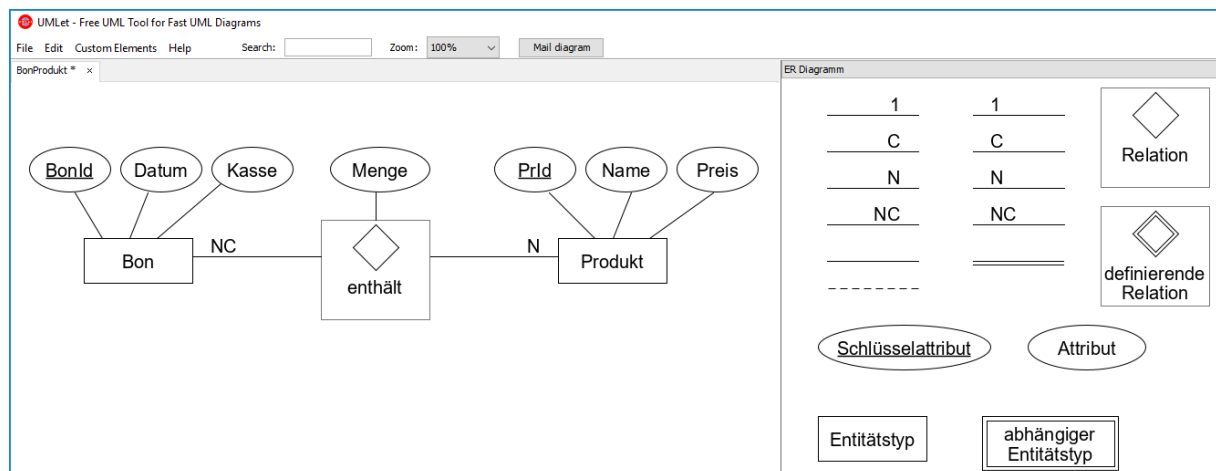 UMLet - Free UML Tool for Fast UML Diagrams
File Edit Custom Elements Help Search: Zoom: 100% Mail diagram
BonProdukt * ×
ER Diagramm
BonId Datum Kasse Menge PrId Name Preis
Bon NC enthält N Produkt
1 1
C C
N N
NC NC
Relation
definierende
Relation
Schlüsselattribut Attribut
Entitätstyp
abhängiger
Entitätstyp